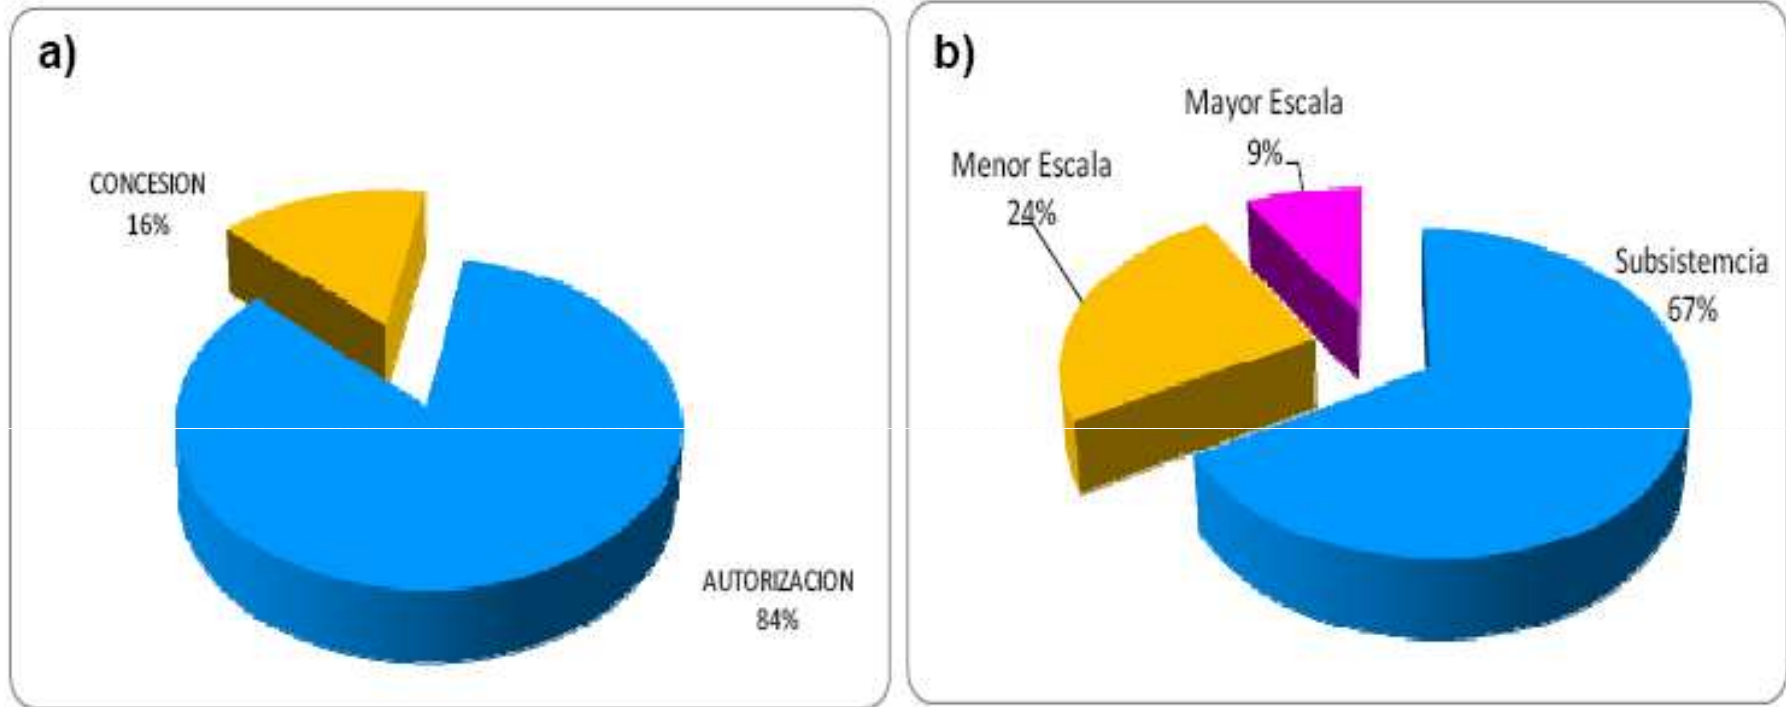 a)
CONCESION
16%
AUTORIZACION
84%
b)
Mayor Escala
9%
Menor Escala
24%
Subsistemcia
67%